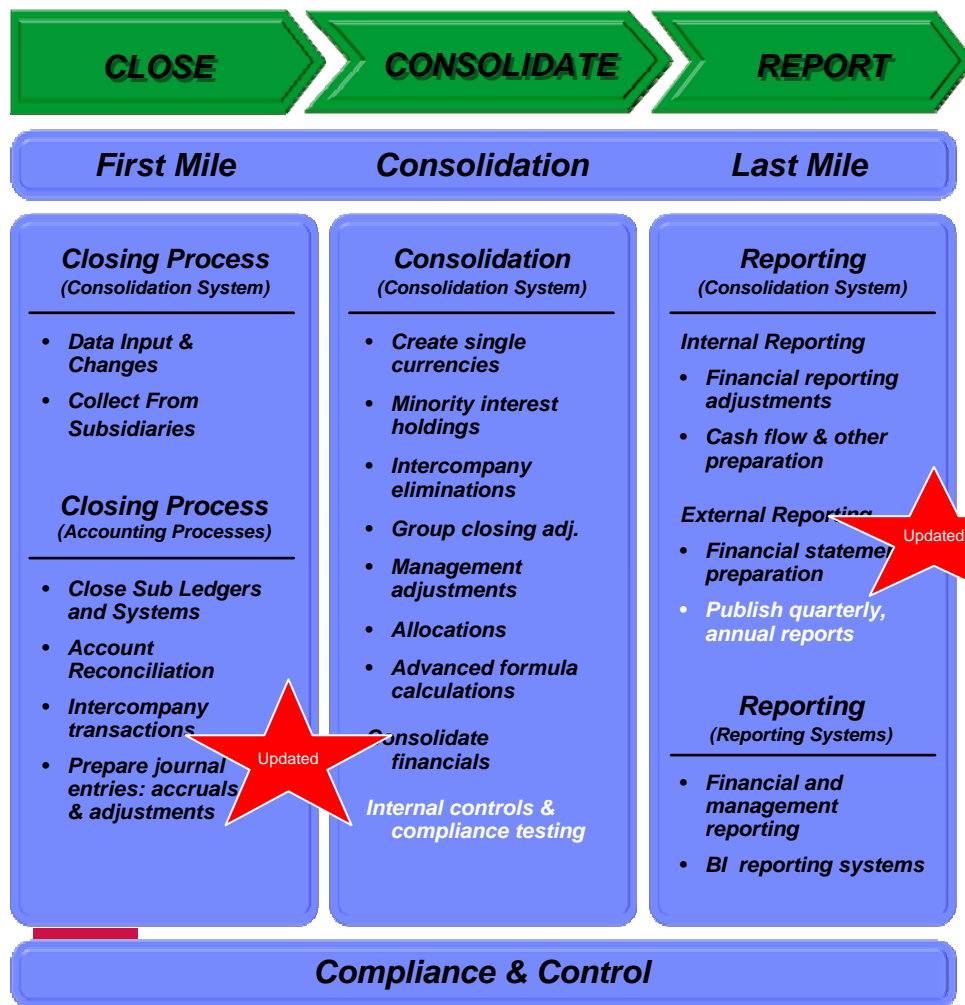 CLOSE
CONSOLIDATE
REPORT
First Mile
Consolidation
Last Mile
Closing Process
(Consolidation System)
• Data Input &
Changes
• Collect From
Subsidiaries
Closing Process
(Accounting Processes)
• Close Sub Ledgers
and Systems
• Account
Reconciliation
• Intercompany
transactions
• Prepare journal
entries: accruals
& adjustments
Updated
Consolidation
(Consolidation System)
• Create single
currencies
• Minority interest
holdings
• Intercompany
eliminations
• Group closing adj.
• Management
adjustments
• Allocations
• Advanced formula
calculations
Consolidate
financials
Internal controls &
compliance testing
Reporting
(Consolidation System)
Internal Reporting
• Financial reporting
adjustments
• Cash flow & other
preparation
External Reporting
• Financial statemen
preparation
• Publish quarterly,
annual reports
Updated
Reporting
(Reporting Systems)
• Financial and
management
reporting
• BI reporting systems
Compliance & Control